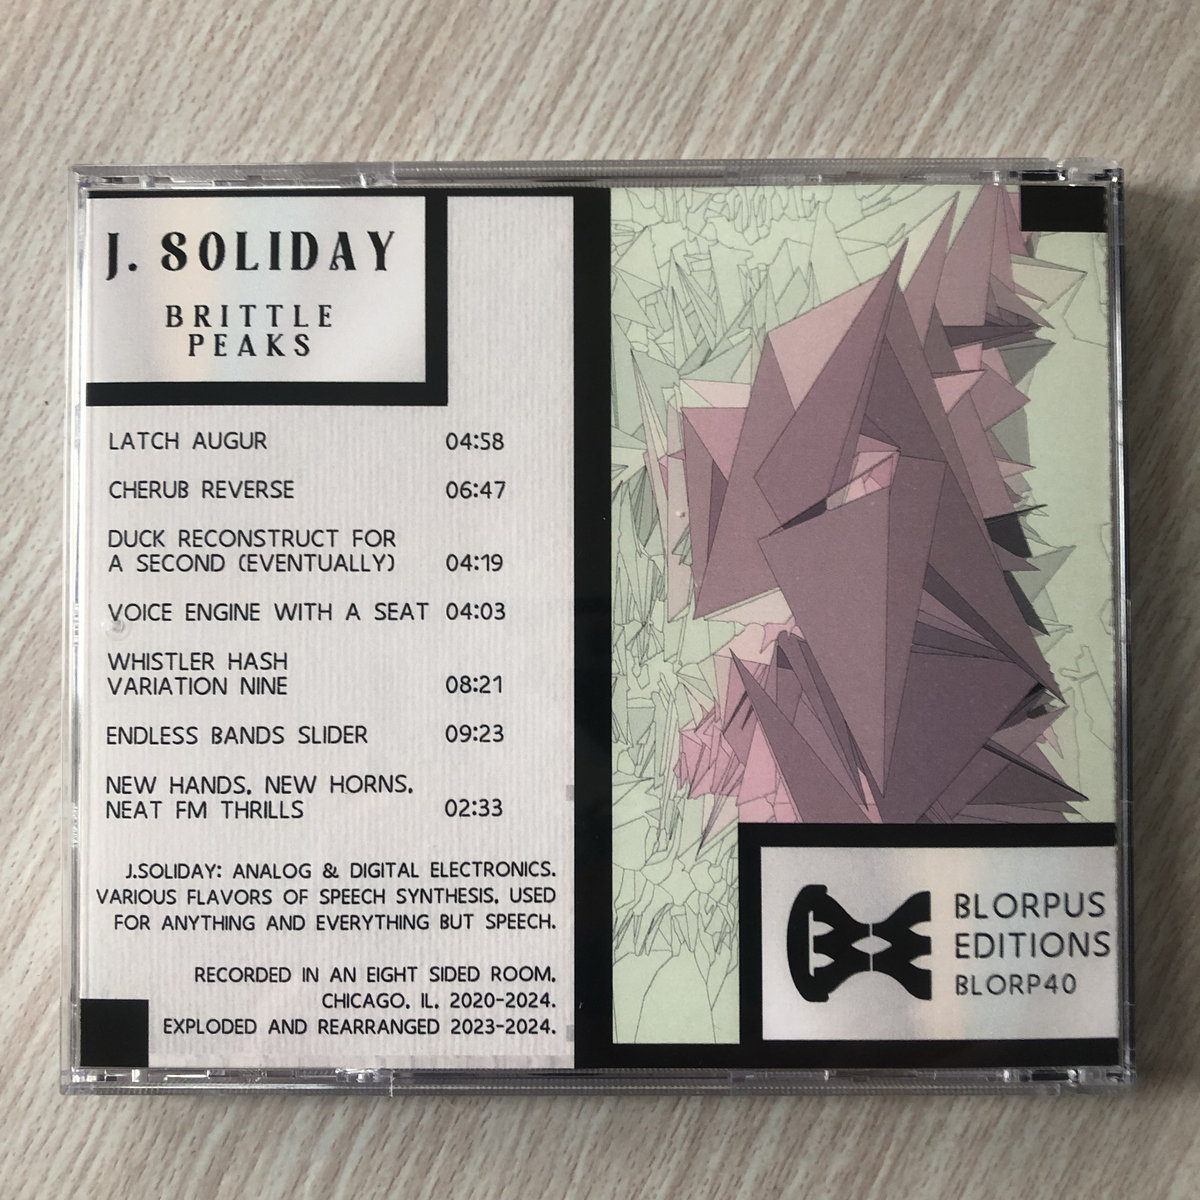 J. SOLIDAY
BRITTLE
PEAKS
LATCH AUGUR 04:58
CHERUB REVERSE 06:47
DUCK RECONSTRUCT FOR
A SECOND (EVENTUALLY) 04:19
VOICE ENGINE WITH A SEAT 04:03
WHISTLER HASH
VARIATION NINE 08:21
ENDLESS BANDS SLIDER 09:23
NEW HANDS, NEW HORNS,
NEAT FM THRILLS 02:33
J.SOLIDAY: ANALOG & DIGITAL ELECTRONICS.
VARIOUS FLAVORS OF SPEECH SYNTHESIS, USED
FOR ANYTHING AND EVERYTHING BUT SPEECH.
RECORDED IN AN EIGHT SIDED ROOM,
CHICAGO, IL, 2020-2024.
EXPLODED AND REARRANGED 2023-2024.
BLORPUS
EDITIONS
BLORP40